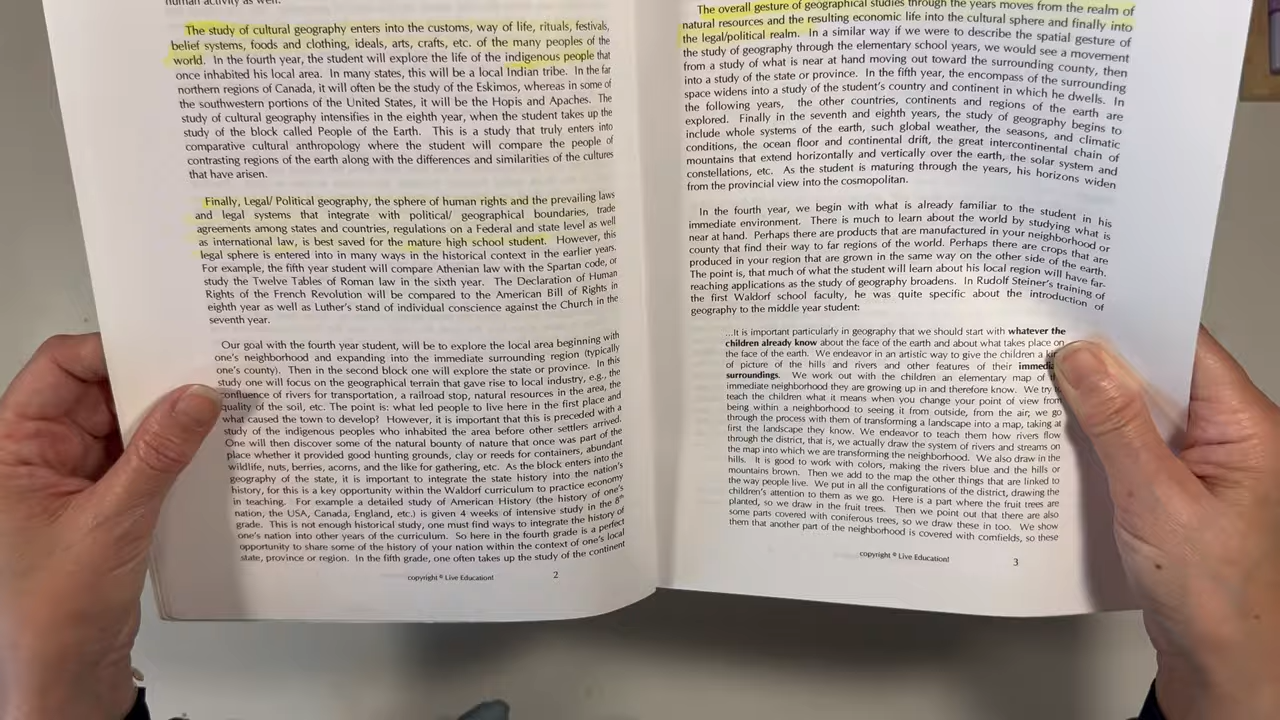 human activity as well.
The study of cultural geography enters into the customs, way of life, rituals, festivals,
belief systems, foods and clothing, ideals, arts, crafts, etc. of the many peoples of the
world. In the fourth year, the student will explore the life of the indigenous people that
once inhabited his local area. In many states, this will be a local Indian tribe. In the far
northern regions of Canada, it will often be the study of the Eskimos, whereas in some of
the southwestern portions of the United States, it will be the Hopis and Apaches. The
study of cultural geography intensifies in the eighth year, when the student takes up the
study of the block called People of the Earth. This is a study that truly enters into
comparative cultural anthropology where the student will compare the people of
contrasting regions of the earth along with the differences and similarities of the cultures
that have arisen.
Finally, Legal/ Political geography, the sphere of human rights and the prevailing laws
and legal systems that integrate with political/ geographical boundaries, trade
agreements among states and countries, regulations on a Federal and state level as well
as international law, is best saved for the mature high school student. However, this
legal sphere is entered into in many ways in the historical context in the earlier years.
For example, the fifth year student will compare Athenian law with the Spartan code, or
study the Twelve Tables of Roman law in the sixth year. The Declaration of Human
Rights of the French Revolution will be compared to the American Bill of Rights in
eighth year as well as Luther's stand of individual conscience against the Church in the
seventh year.
Our goal with the fourth year student, will be to explore the local area beginning with
one's neighborhood and expanding into the immediate surrounding region (typically
one's county). Then in the second block one will explore the state or province. In this
study one will focus on the geographical terrain that gave rise to local industry, e.g., the
confluence of rivers for transportation, a railroad stop, natural resources in the area, the
quality of the soil, etc. The point is: what led people to live here in the first place and
what caused the town to develop? However, it is important that this is preceded with a
study of the indigenous peoples who inhabited the area before other settlers arrived.
One will then discover some of the natural bounty of nature that once was part of the
place whether it provided good hunting grounds, clay or reeds for containers, abundant
wildlife, nuts, berries, acorns, and the like for gathering, etc. As the block enters into the
geography of the state, it is important to integrate the state history into the nation's
history, for this is a key opportunity within the Waldorf curriculum to practice economy
in teaching. For example a detailed study of American History (the history of one's
nation, the USA, Canada, England, etc.) is given 4 weeks of intensive study in the 8th
grade. This is not enough historical study, one must find ways to integrate the history of
one's nation into other years of the curriculum. So here in the fourth grade is a perfect
opportunity to share some of the history of your nation within the context of one's local
state, province or region. In the fifth grade, one often takes up the study of the continent
copyright © Live Education!
2
The overall gesture of geographical studies through the years moves from the realm of
natural resources and the resulting economic life into the cultural sphere and finally into
the legal/political realm. In a similar way if we were to describe the spatial gesture of
the study of geography through the elementary school years, we would see a movement
from a study of what is near at hand moving out toward the surrounding county, then
into a study of the state or province. In the fifth year, the encompass of the surrounding
space widens into a study of the student's country and continent in which he dwells. In
the following years, the other countries, continents and regions of the earth are
explored. Finally in the seventh and eighth years, the study of geography begins to
include whole systems of the earth, such global weather, the seasons, and climatic
conditions, the ocean floor and continental drift, the great intercontinental chain of
mountains that extend horizontally and vertically over the earth, the solar system and
constellations, etc. As the student is maturing through the years, his horizons widen
from the provincial view into the cosmopolitan.
In the fourth year, we begin with what is already familiar to the student in his
immediate environment. There is much to learn about the world by studying what is
near at hand. Perhaps there are products that are manufactured in your neighborhood or
county that find their way to far regions of the world. Perhaps there are crops that are
produced in your region that are grown in the same way on the other side of the earth.
The point is, that much of what the student will learn about his local region will have far-
reaching applications as the study of geography broadens. In Rudolf Steiner's training of
the first Waldorf school faculty, he was quite specific about the introduction of
geography to the middle year student:
...It is important particularly in geography that we should start with whatever the
children already know about the face of the earth and about what takes place on
the face of the earth. We endeavor in an artistic way to give the children a
of picture of the hills and rivers and other features of their
surroundings. We work out with the children an elementary map of
immediate neighborhood they are growing up in and therefore know. We try
teach the children what it means when you change your point of view from
being within a neighborhood to seeing it from outside, from the air; we go
through the process with them of transforming a landscape into a map, taking at
first the landscape they know. We endeavor to teach them how rivers flow
through the district, that is, we actually draw the system of rivers and streams on
the map into which we are transforming the neighborhood. We also draw in the
hills. It is good to work with colors, making the rivers blue and the hills or
mountains brown. Then we add to the map the other things that are linked to
the way people live. We put in all the configurations of the district, drawing the
children's attention to them as we go. Here is a part where the fruit trees are
planted, so we draw in the fruit trees. Then we point out that there are also
some parts covered with coniferous trees, so we draw these in too. We show
them that another part of the neighborhood is covered with cornfields, so these
copyright © Live Education!
3